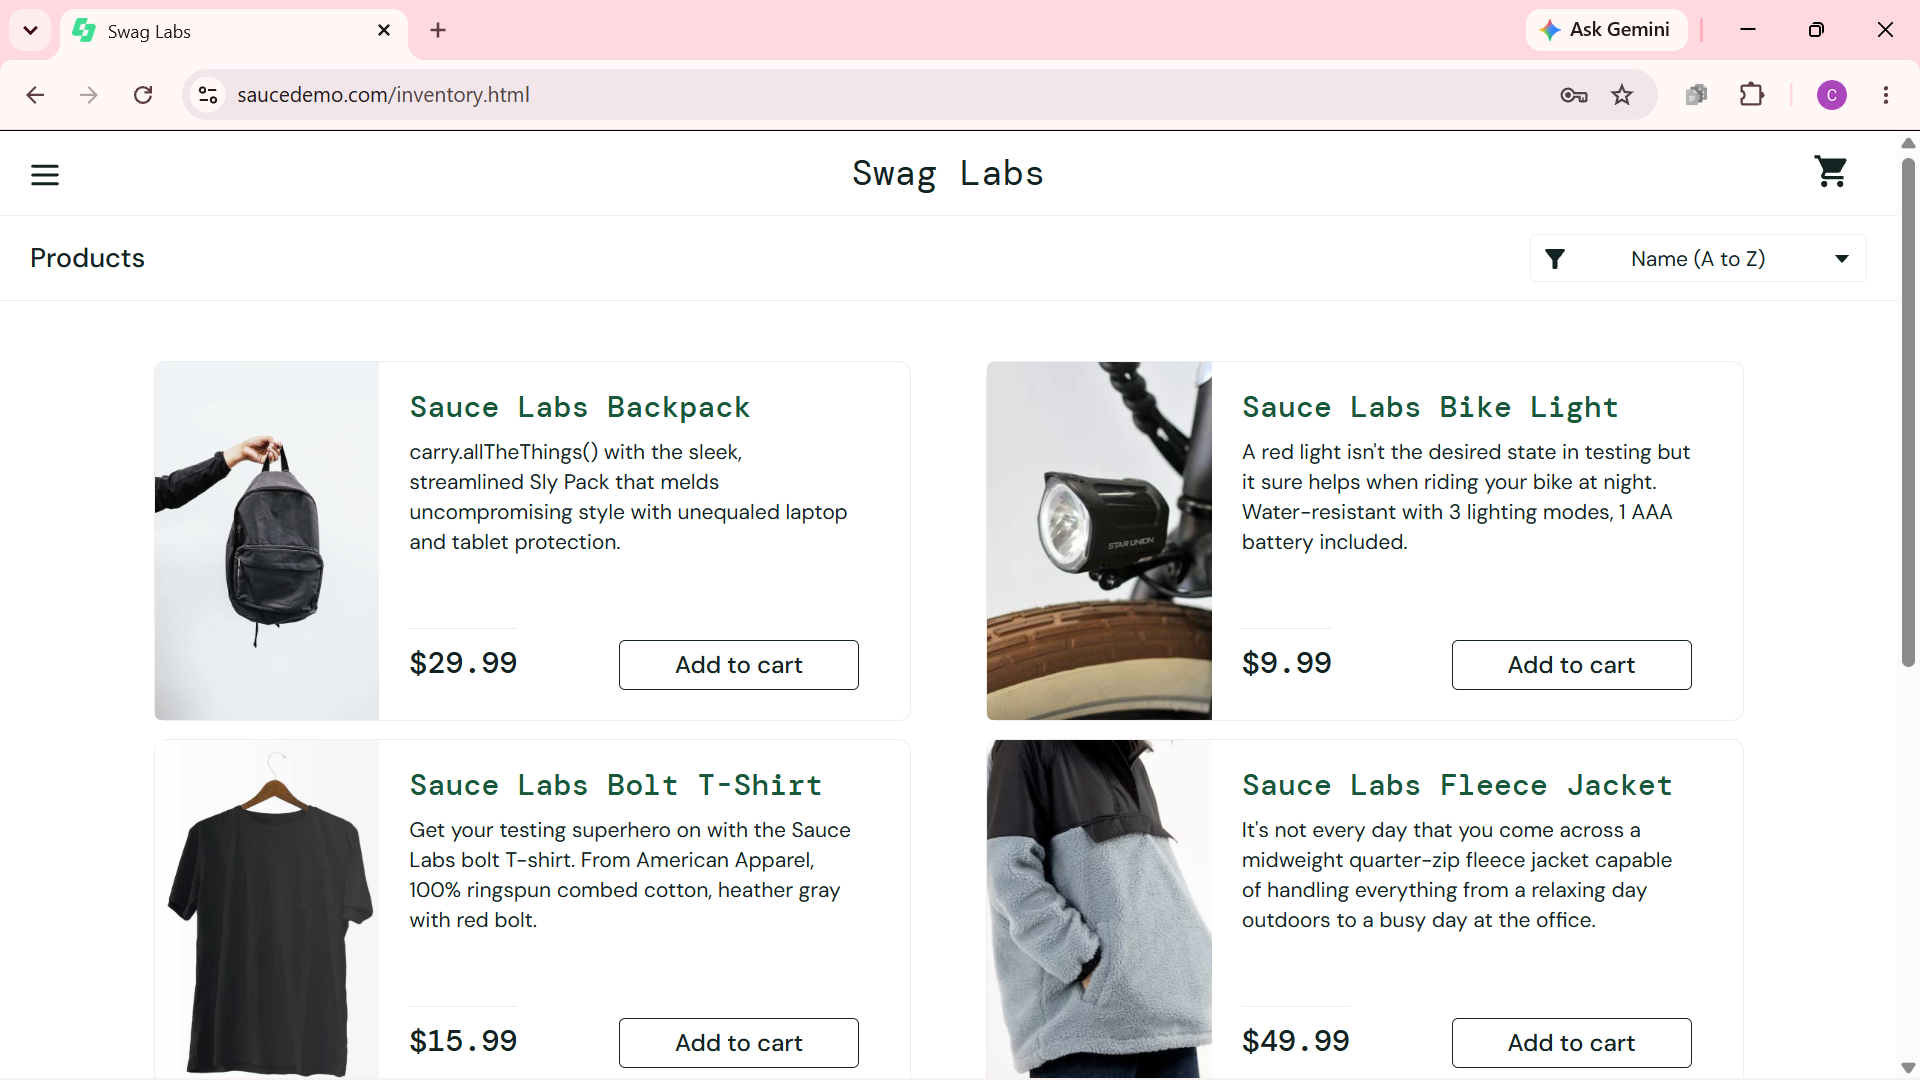 Swag Labs
Ask Gemini
saucedemo.com/inventory.html
C
Swag Labs
Products
Name (A to Z)
Sauce Labs Backpack
carry.allTheThings() with the sleek,
streamlined Sly Pack that melds
uncompromising style with unequaled laptop
and tablet protection.
$29.99
Add to cart
STAR UNION
Sauce Labs Bike Light
A red light isn't the desired state in testing but
it sure helps when riding your bike at night.
Water-resistant with 3 lighting modes, 1 AAA
battery included.
$9.99
Add to cart
Sauce Labs Bolt T-Shirt
Get your testing superhero on with the Sauce
Labs bolt T-shirt. From American Apparel,
100% ringspun combed cotton, heather gray
with red bolt.
$15.99
Add to cart
Sauce Labs Fleece Jacket
It's not every day that you come across a
midweight quarter-zip fleece jacket capable
of handling everything from a relaxing day
outdoors to a busy day at the office.
$49.99
Add to cart